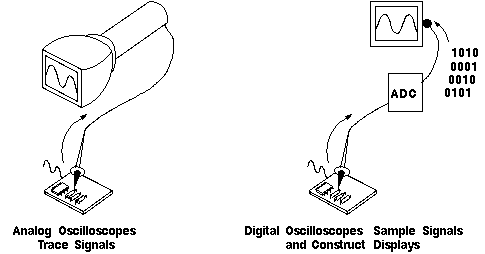 1010
0001
0010
0101
ADC
Analog Oscilloscopes
Trace Signals
Digital Oscilloscopes Sample Signals
and Construct Displays